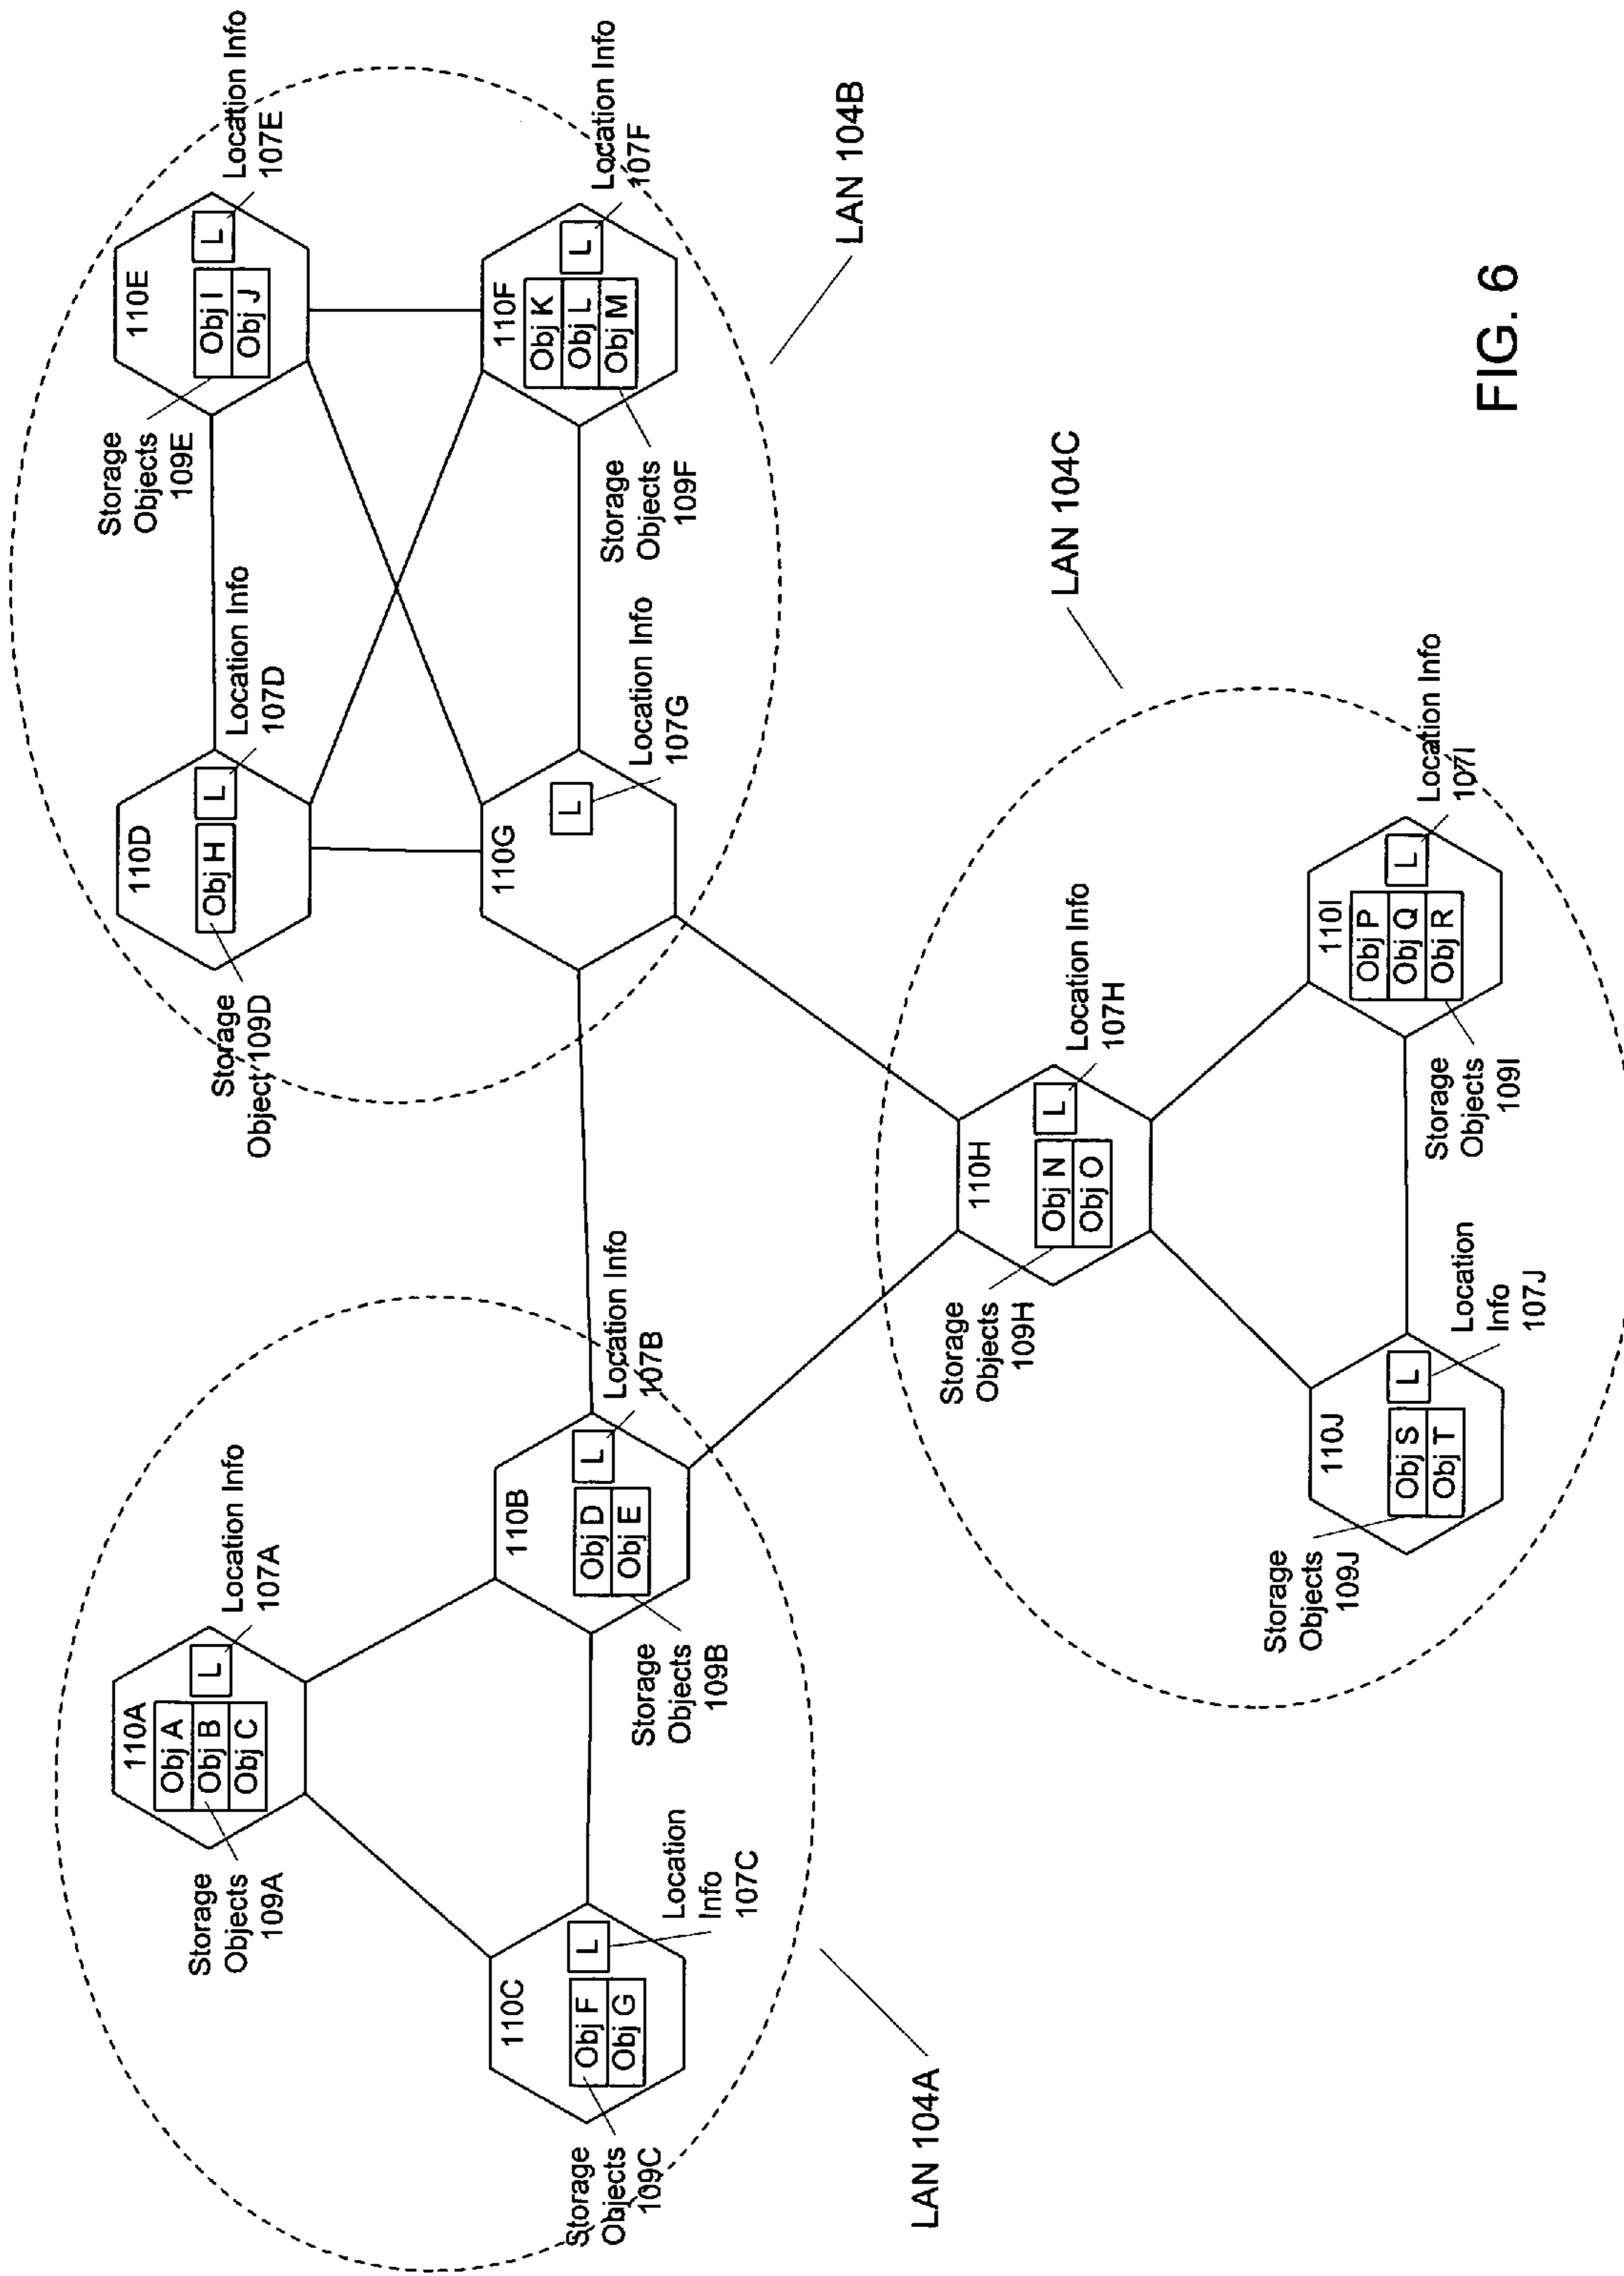 110A
Obj A
Obj B
Obj C
L
Location Info
107A
Storage
Objects
109A
110B
Obj D
Obj E
L
Location Info
107B
Storage
Objects
109B
110C
Obj F
Obj G
L
Location
Info
107C
Storage
Objects
109C
LAN 104A
110D
Obj H
L
Location Info
107D
Storage
Object 109D
110E
Obj I
Obj J
L
Location Info
107E
Storage
Objects
109E
110G
L
Location Info
107G
110F
Obj K
Obj L
Obj M
L
Location Info
107F
Storage
Objects
109F
LAN 104B
110H
Obj N
Obj O
L
Location Info
107H
Storage
Objects
109H
LAN 104C
110J
Obj S
Obj T
L
Location
Info
107J
Storage
Objects
109J
110I
Obj P
Obj Q
Obj R
L
Location Info
107I
Storage
Objects
109I
FIG. 6